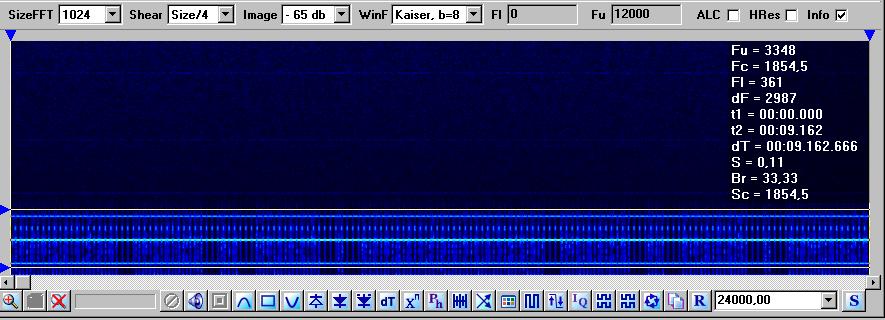 SizeFFT 1024 Shear Size/4 Image - 65 db WinF Kaiser, b=8 Fl 0 Fu 12000 ALC HRes Info
Fu = 3348
Fc = 1854,5
Fl = 361
dF = 2987
t1 = 00:00.000
t2 = 00:09.162
dT = 00:09.162.666
S = 0,11
Br = 33,33
Sc = 1854,5
dT Xⁿ Ph IQ R 24000,00 S